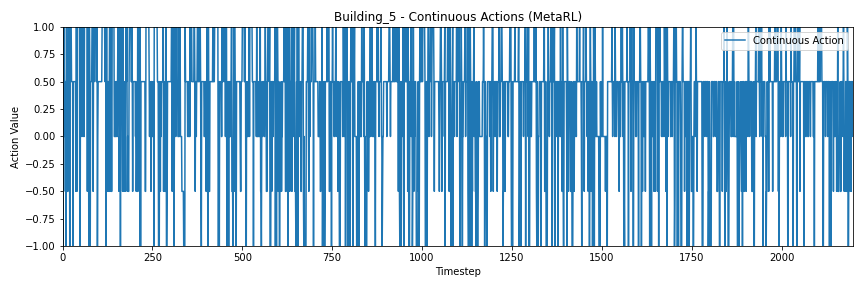 Building_5 - Continuous Actions (MetaRL)
Continuous Action
Action Value
1.00
0.75
0.50
0.25
0.00
−0.25
−0.50
−0.75
−1.00
0 250 500 750 1000 1250 1500 1750 2000
Timestep